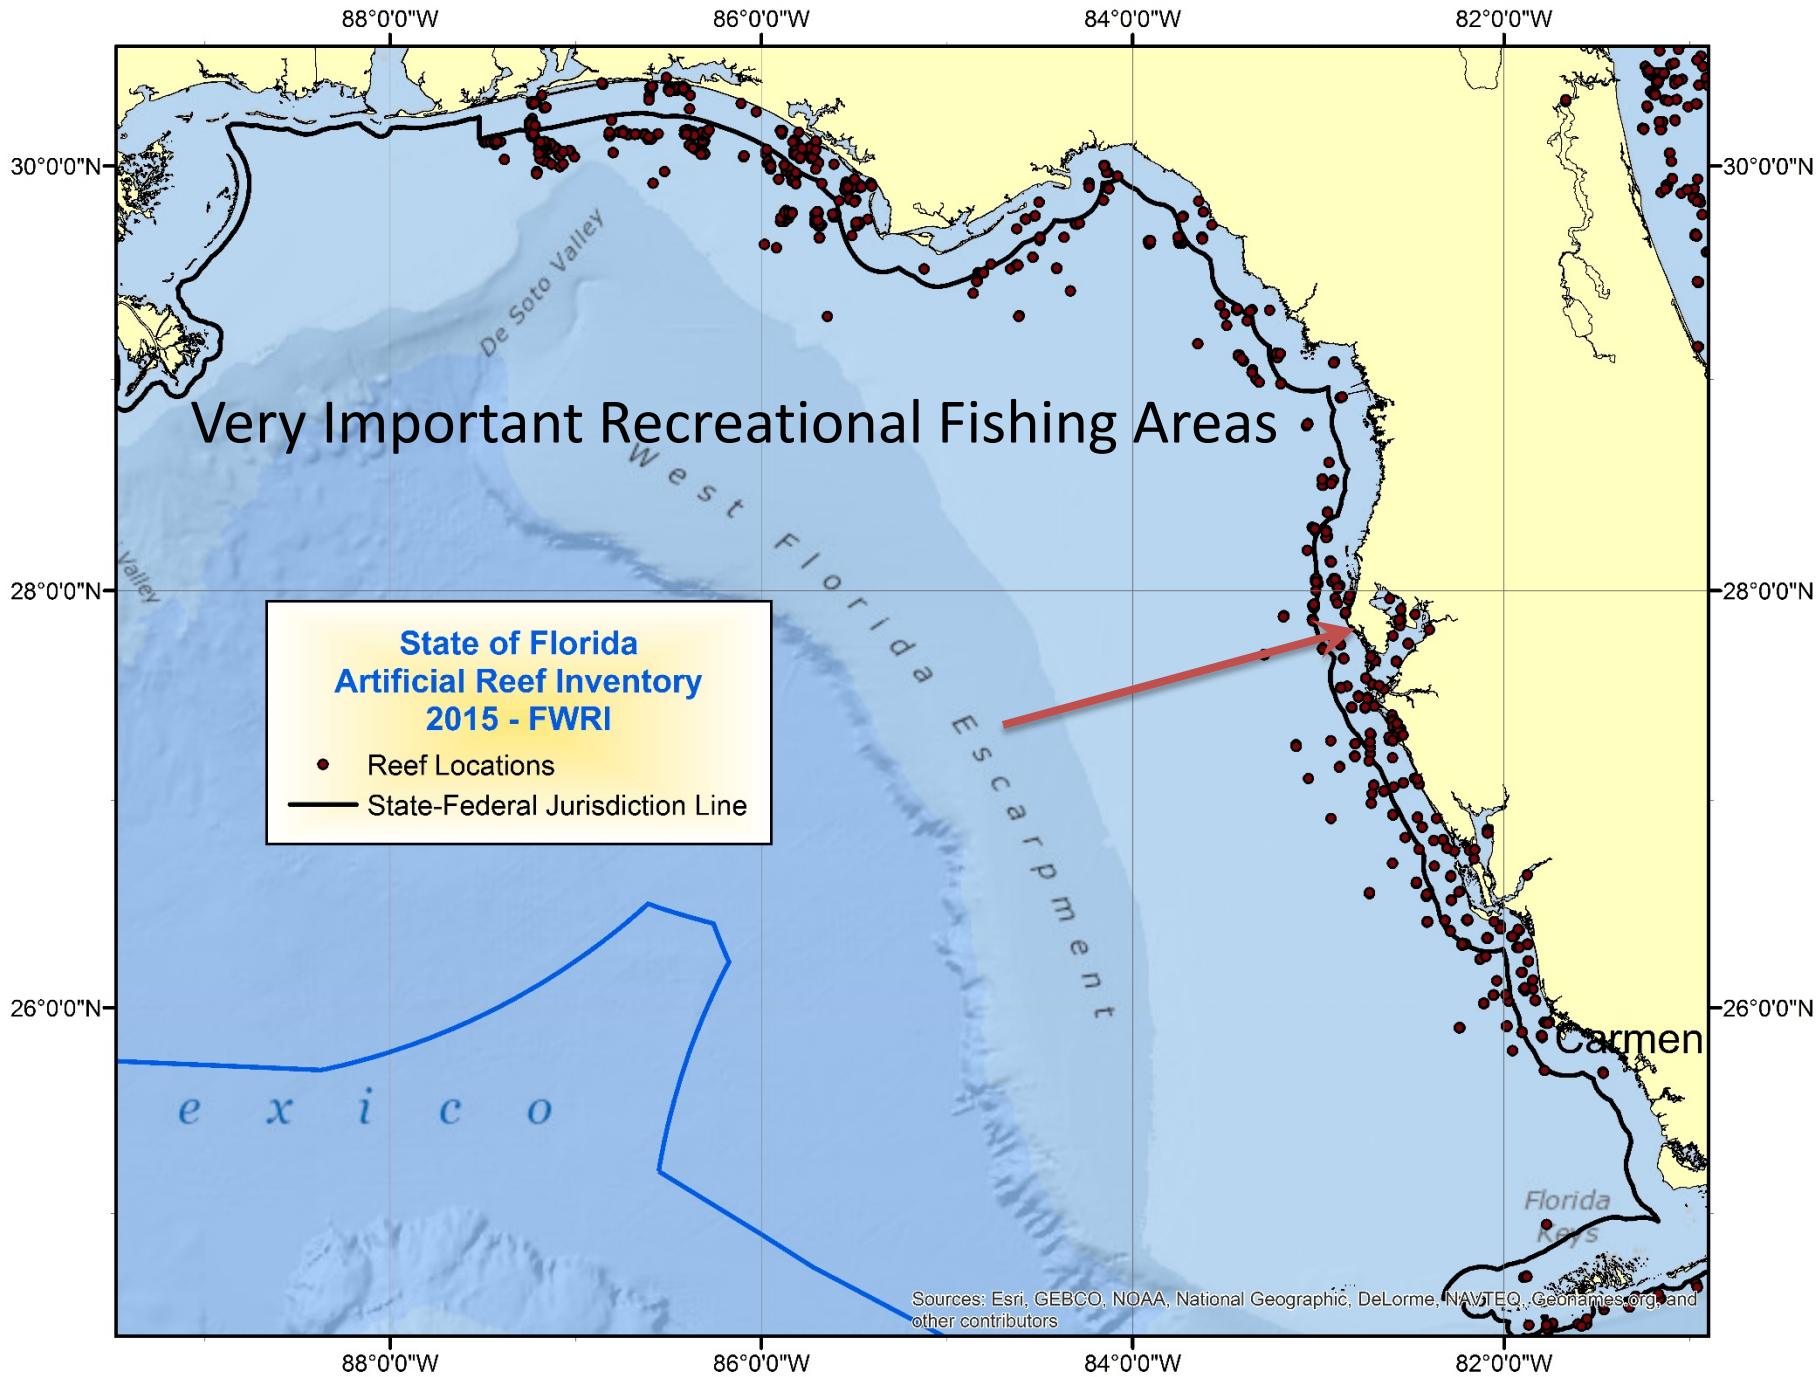 88°0'0"W
86°0'0"W
84°0'0"W
82°0'0"W
30°0'0"N
30°0'0"N
De Soto Valley
Very Important Recreational Fishing Areas
West Florida Escarpment
Valley
28°0'0"N
28°0'0"N
State of Florida
Artificial Reef Inventory
2015 - FWRI
Reef Locations
State-Federal Jurisdiction Line
26°0'0"N
26°0'0"N
Carmen
e x i c o
Florida
Keys
Sources: Esri, GEBCO, NOAA, National Geographic, DeLorme, NAVTEQ, Geonames.org, and
other contributors
88°0'0"W
86°0'0"W
84°0'0"W
82°0'0"W